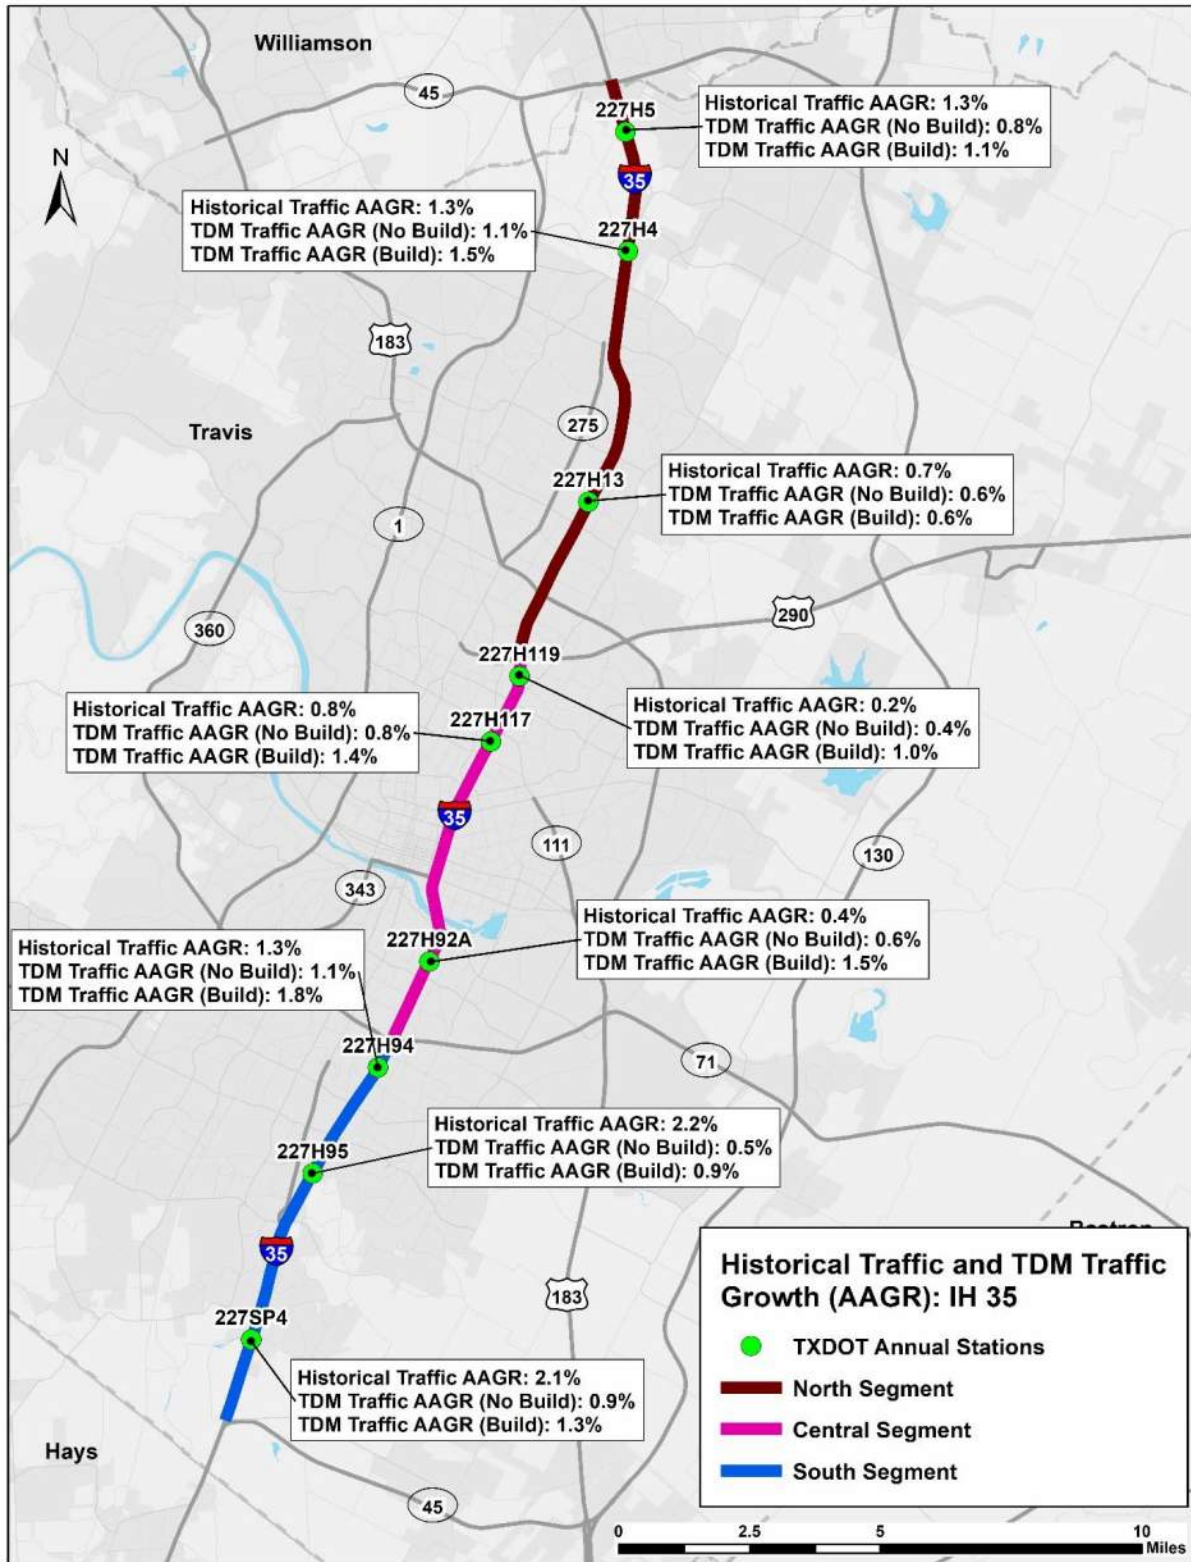 Williamson
45
227H5
Historical Traffic AAGR: 1.3%
TDM Traffic AAGR (No Build): 0.8%
TDM Traffic AAGR (Build): 1.1%
N
35
Historical Traffic AAGR: 1.3%
TDM Traffic AAGR (No Build): 1.1%
TDM Traffic AAGR (Build): 1.5%
227H4
183
Travis
275
227H13
Historical Traffic AAGR: 0.7%
TDM Traffic AAGR (No Build): 0.6%
TDM Traffic AAGR (Build): 0.6%
1
290
360
227H119
Historical Traffic AAGR: 0.2%
TDM Traffic AAGR (No Build): 0.4%
TDM Traffic AAGR (Build): 1.0%
Historical Traffic AAGR: 0.8%
TDM Traffic AAGR (No Build): 0.8%
TDM Traffic AAGR (Build): 1.4%
227H117
35
111
130
343
Historical Traffic AAGR: 0.4%
TDM Traffic AAGR (No Build): 0.6%
TDM Traffic AAGR (Build): 1.5%
227H92A
Historical Traffic AAGR: 1.3%
TDM Traffic AAGR (No Build): 1.1%
TDM Traffic AAGR (Build): 1.8%
227H94
71
Historical Traffic AAGR: 2.2%
TDM Traffic AAGR (No Build): 0.5%
TDM Traffic AAGR (Build): 0.9%
227H95
35
183
227SP4
Historical Traffic AAGR: 2.1%
TDM Traffic AAGR (No Build): 0.9%
TDM Traffic AAGR (Build): 1.3%
Hays
45
Historical Traffic and TDM Traffic
Growth (AAGR): IH 35
TXDOT Annual Stations
North Segment
Central Segment
South Segment
0 2.5 5 10
Miles